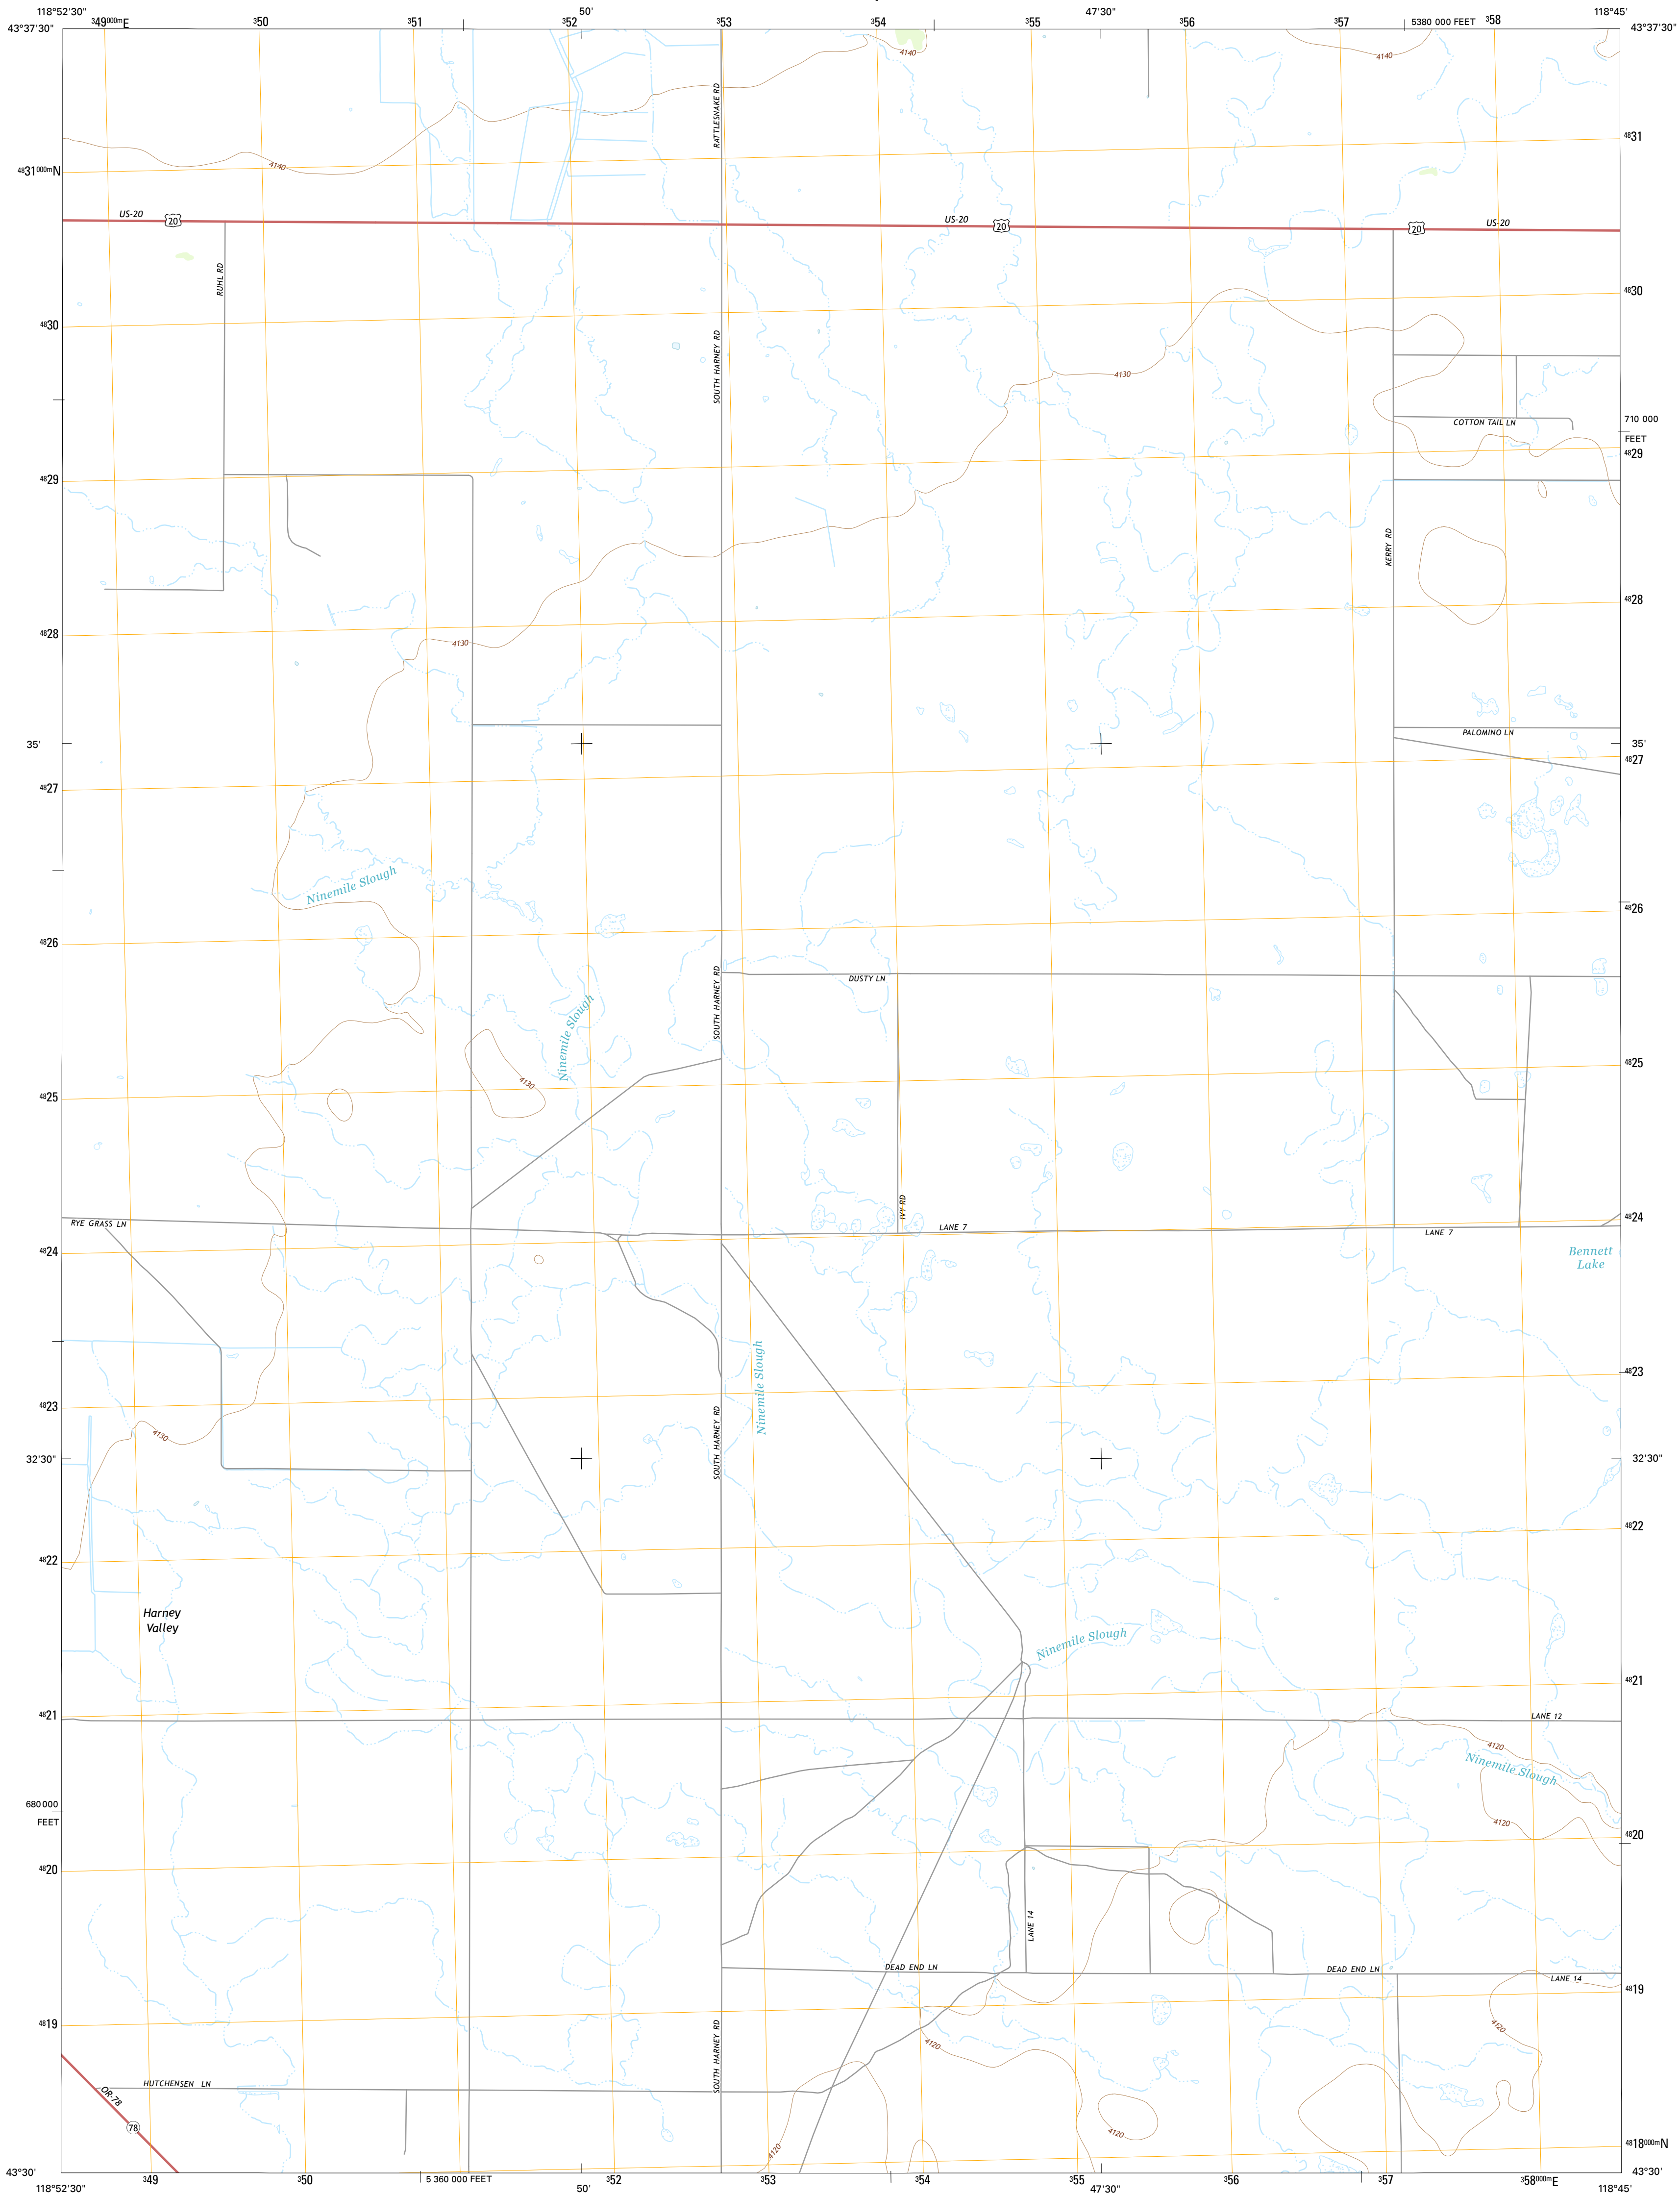 118°52'30"
³49⁰⁰⁰ᵐE
³50
³51
³52
50'
³53
³54
³55
47'30"
³56
³57
5380 000 FEET
³58
118°45'
43°37'30"
43°37'30"
4140
4140
RATTLESNAKE RD
⁴⁸31
4140
⁴⁸31⁰⁰⁰ᵐN
US-20
20
US-20
20
20
US-20
RUHL RD
⁴⁸30
⁴⁸30
SOUTH HARNEY RD
4130
710 000
FEET
COTTON TAIL LN
⁴⁸29
⁴⁸29
KERRY RD
⁴⁸28
⁴⁸28
4130
PALOMINO LN
35'
35'
⁴⁸27
⁴⁸27
Ninemile Slough
⁴⁸26
⁴⁸26
SOUTH HARNEY RD
DUSTY LN
Ninemile Slough
⁴⁸25
4130
⁴⁸25
IVY RD
⁴⁸24
RYE GRASS LN
LANE 7
LANE 7
⁴⁸24
Bennett
Lake
⁴⁸23
Ninemile Slough
⁴⁸23
4130
SOUTH HARNEY RD
32'30"
32'30"
⁴⁸22
⁴⁸22
Harney
Valley
Ninemile Slough
⁴⁸21
⁴⁸21
LANE 12
4120
Ninemile Slough
680 000
FEET
4120
⁴⁸20
⁴⁸20
LANE 14
DEAD END LN
DEAD END LN
LANE 14
⁴⁸19
⁴⁸19
4120
SOUTH HARNEY RD
4120
HUTCHENSEN LN
OR-78
78
4120
4120
⁴⁸18⁰⁰⁰ᵐN
43°30'
43°30'
³49
³50
5 360 000 FEET
³52
³53
³54
³55
³56
³57
³58⁰⁰⁰ᵐE
118°52'30"
50'
47'30"
118°45'